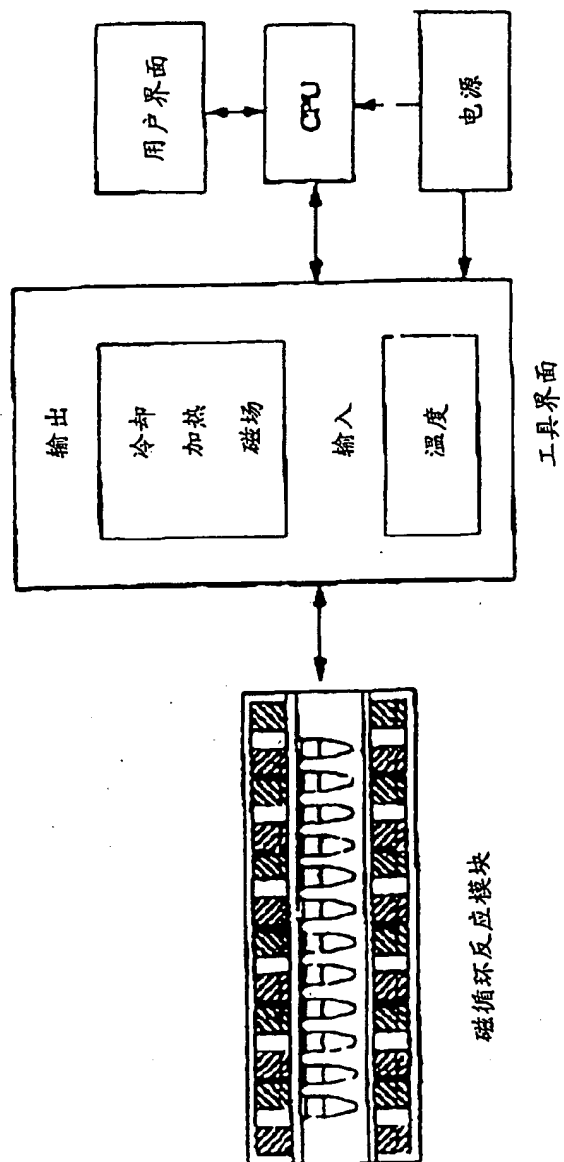 用户界面
CPU
电源
输出
冷却
加热
磁场
输入
温度
工具界面
磁循环反应模块